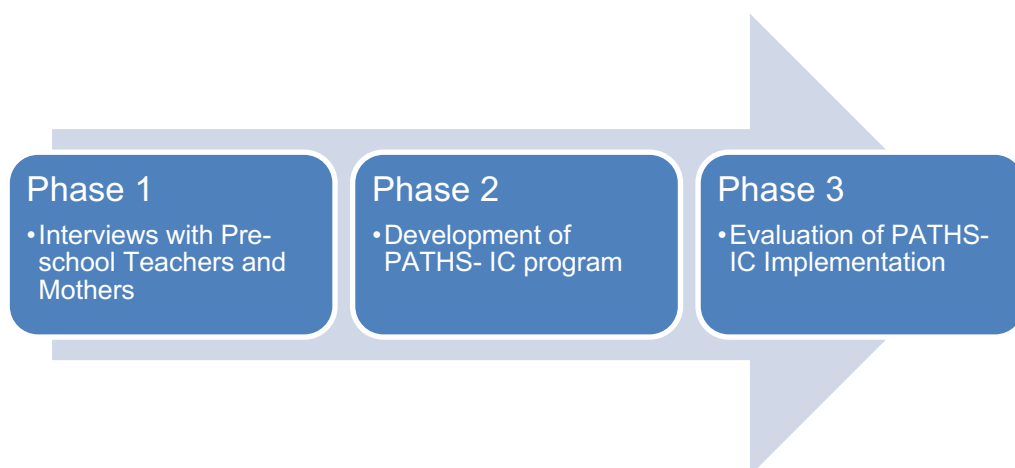 Phase 1
•Interviews with Pre-
school Teachers and
Mothers
Phase 2
•Development of
PATHS- IC program
Phase 3
•Evaluation of PATHS-
IC Implementation